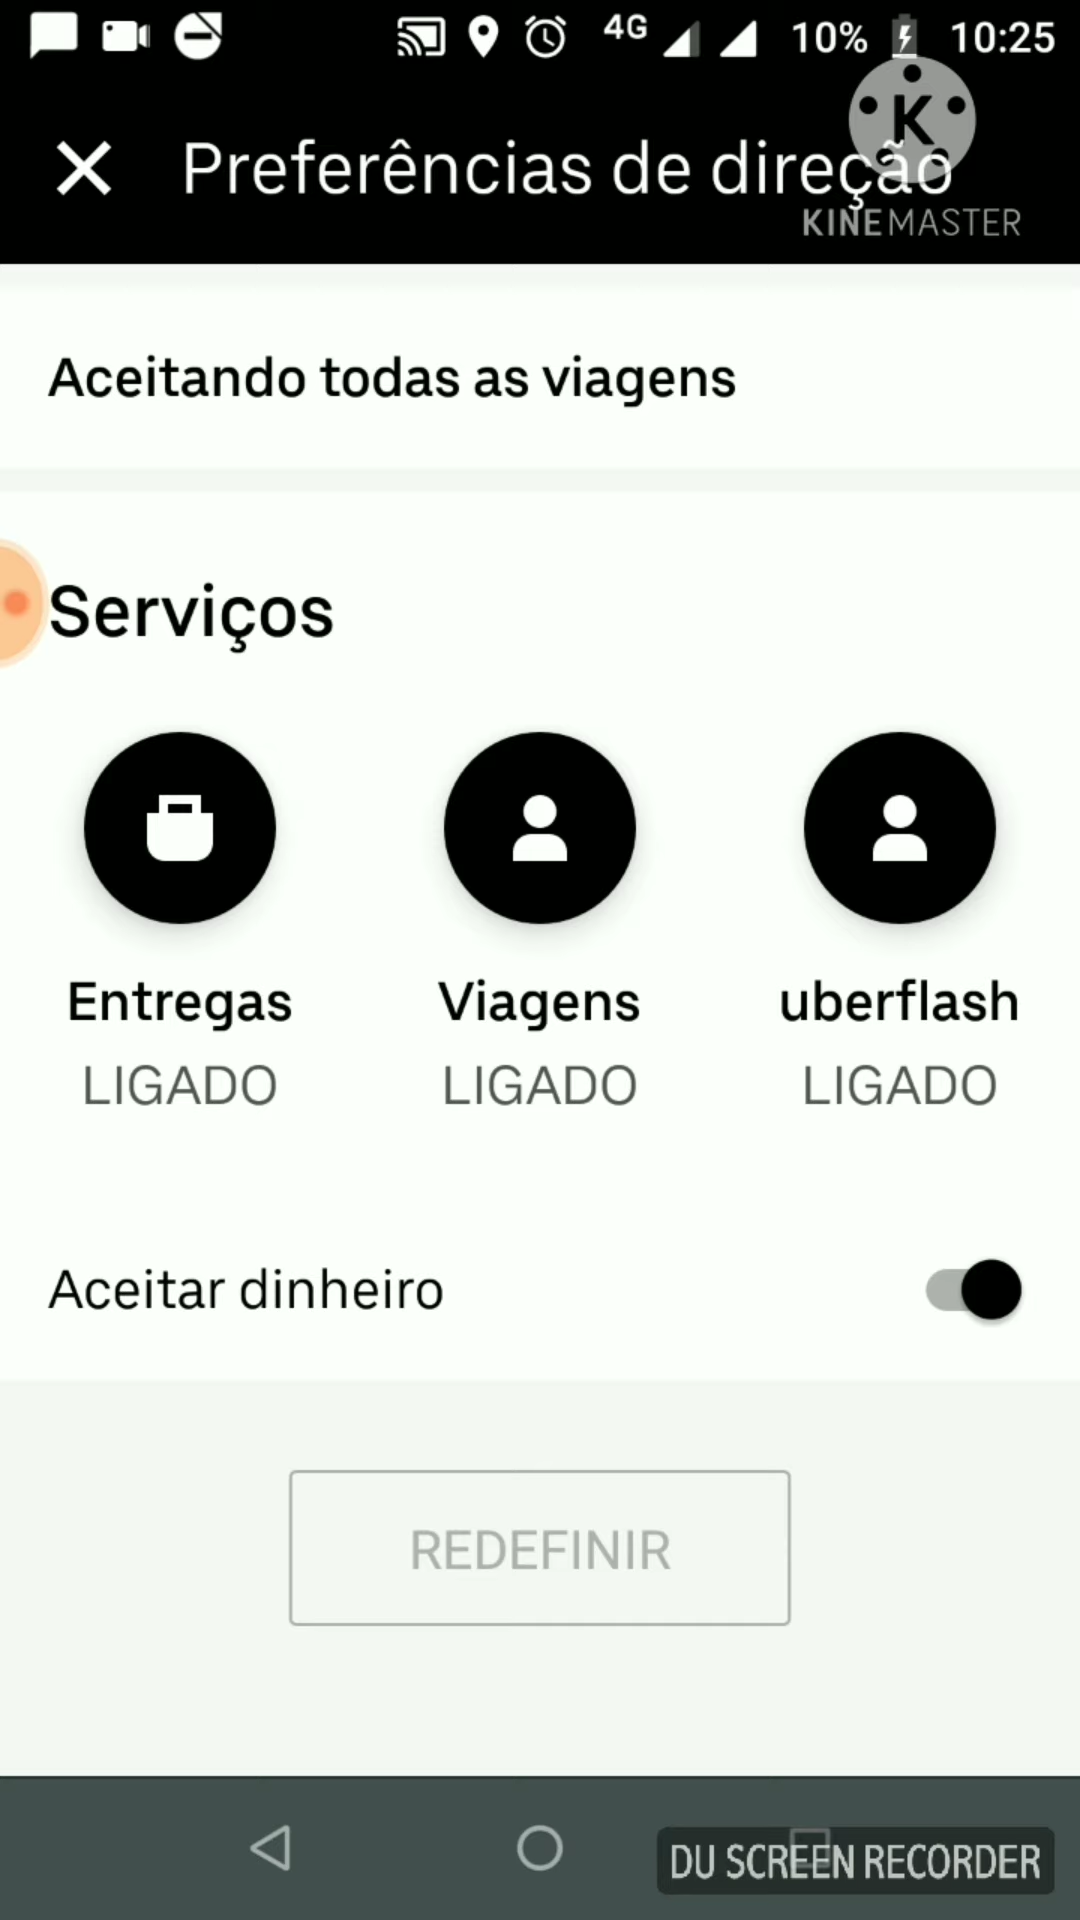 4G 10% 10:25
Preferências de direção
K
KINEMASTER
Aceitando todas as viagens
Serviços
Entregas Viagens uberflash
LIGADO LIGADO LIGADO
Aceitar dinheiro
REDEFINIR
DU SCREEN RECORDER